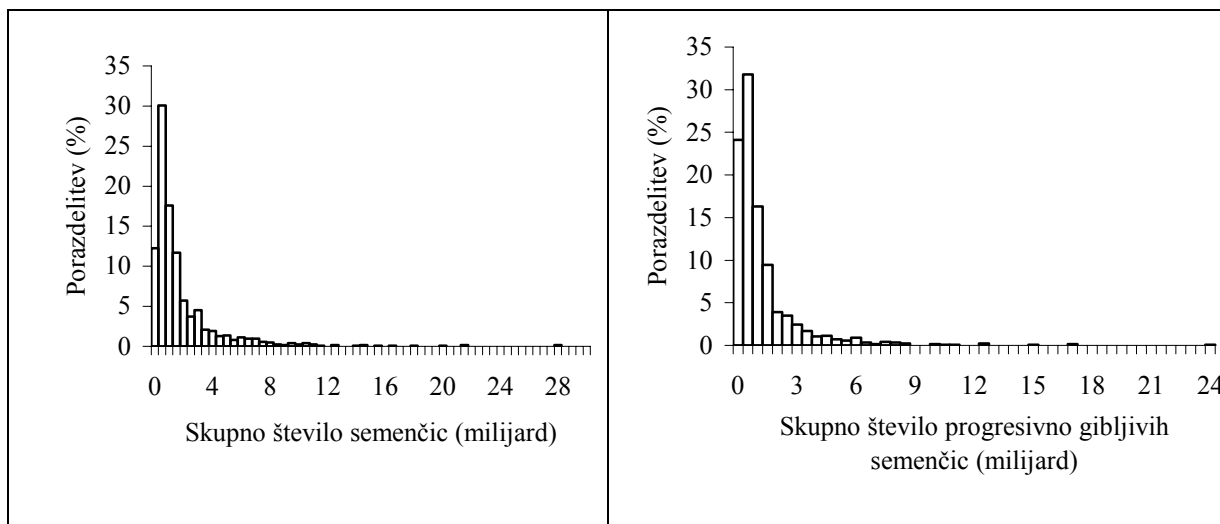 35
30
25
20
15
10
5
0
Porazdelitev (%)
0 4 8 12 16 20 24 28
Skupno število semenčic (milijard)
35
30
25
20
15
10
5
0
Porazdelitev (%)
0 3 6 9 12 15 18 21 24
Skupno število progresivno gibljivih
semenčic (milijard)